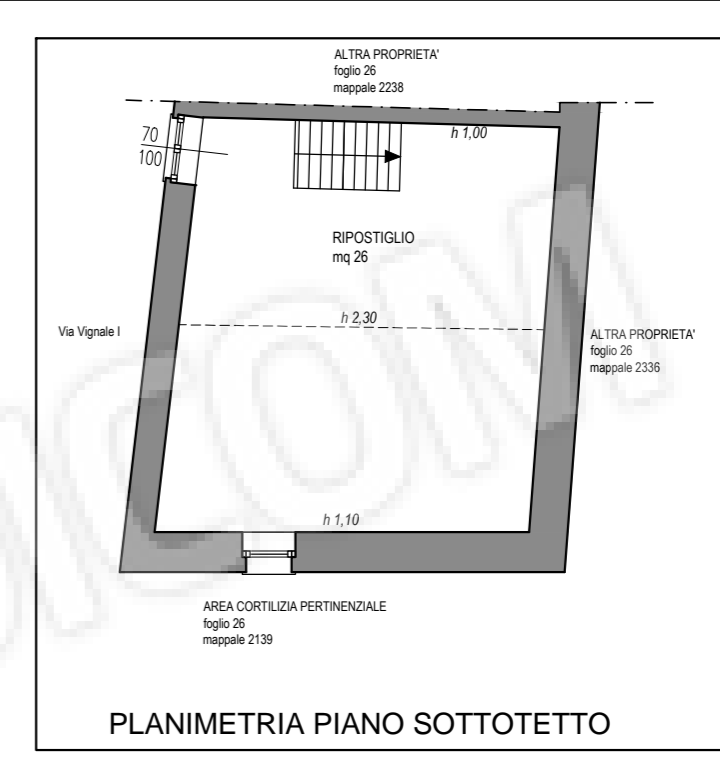 ALTRA PROPRIETA'
foglio 26
mappale 2238
70
100
h 1,00
RIPOSTIGLIO
mq 26
h 2,30
Via Vignale I
ALTRA PROPRIETA'
foglio 26
mappale 2336
h 1,10
AREA CORTILIZIA PERTINENZIALE
foglio 26
mappale 2139
PLANIMETRIA PIANO SOTTOTETTO